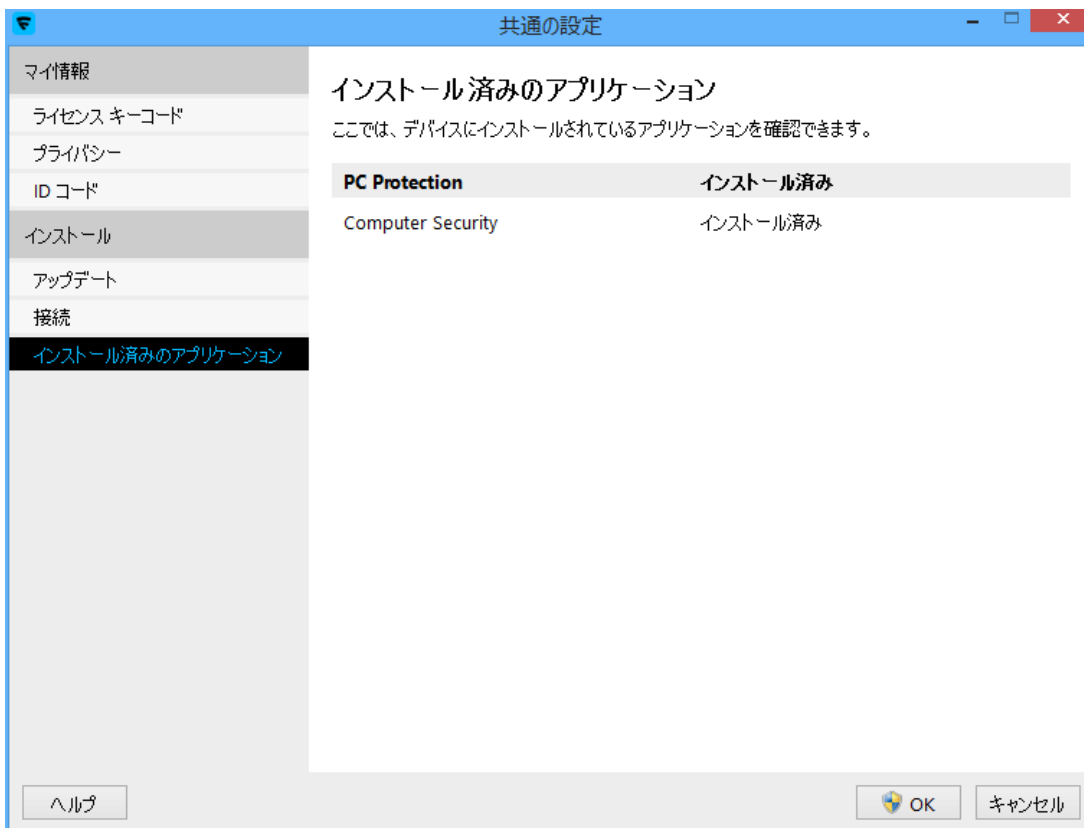 共通の設定
マイ情報
ライセンス キーコード
プライバシー
ID コード
インストール
アップデート
接続
インストール済みのアプリケーション
インストール済みのアプリケーション
ここでは、デバイスにインストールされているアプリケーションを確認できます。
PC Protection インストール済み
Computer Security インストール済み
ヘルプ OK キャンセル